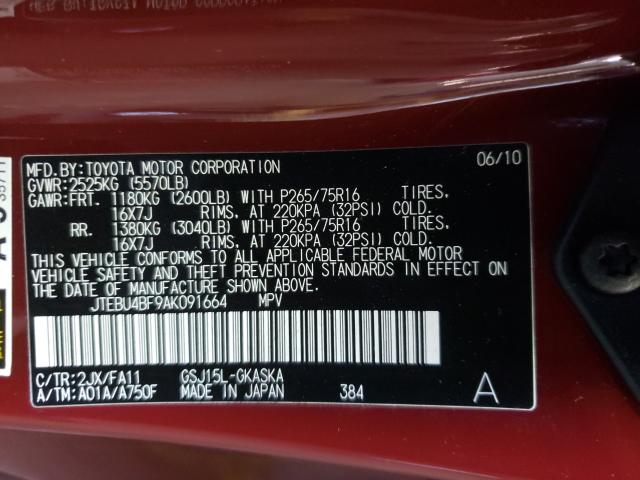 MFD.BY:TOYOTA MOTOR CORPORATION 06/10
GVWR:2525KG (5570LB)
GAWR:FRT. 1180KG (2600LB) WITH P265/75R16 TIRES.
16X7J RIMS. AT 220KPA (32PSI) COLD.
RR. 1380KG (3040LB) WITH P265/75R16 TIRES.
16X7J RIMS. AT 220KPA (32PSI) COLD.
THIS VEHICLE CONFORMS TO ALL APPLICABLE FEDERAL MOTOR
VEHICLE SAFETY AND THEFT PREVENTION STANDARDS IN EFFECT ON
THE DATE OF MANUFACTURE SHOWN ABOVE.
JTEBU4BF9AK091664 MPV
C/TR:2JX/FA11 GSJ15L-GKASKA
A/TM:A01A/A750F MADE IN JAPAN 384 A